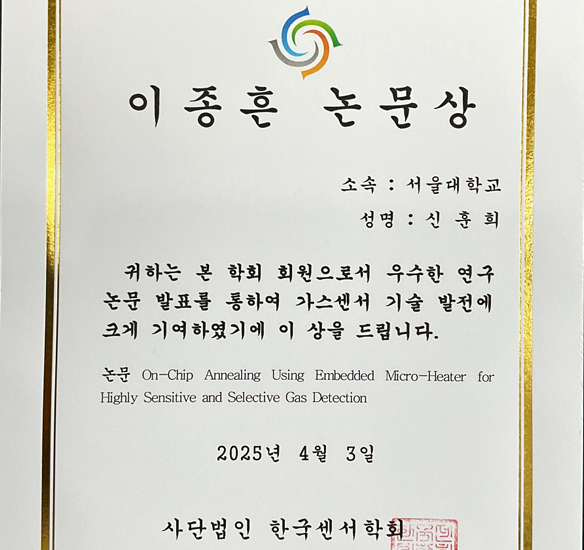 이종흔 논문상
소속 : 서울대학교
성명 : 신 훈 희
귀하는 본 학회 회원으로서 우수한 연구
논문 발표를 통하여 가스센서 기술 발전에
크게 기여하였기에 이 상을 드립니다.
논문 On-Chip Annealing Using Embedded Micro-Heater for
Highly Sensitive and Selective Gas Detection
2025년 4월 3일
사단법인 한국센서학회